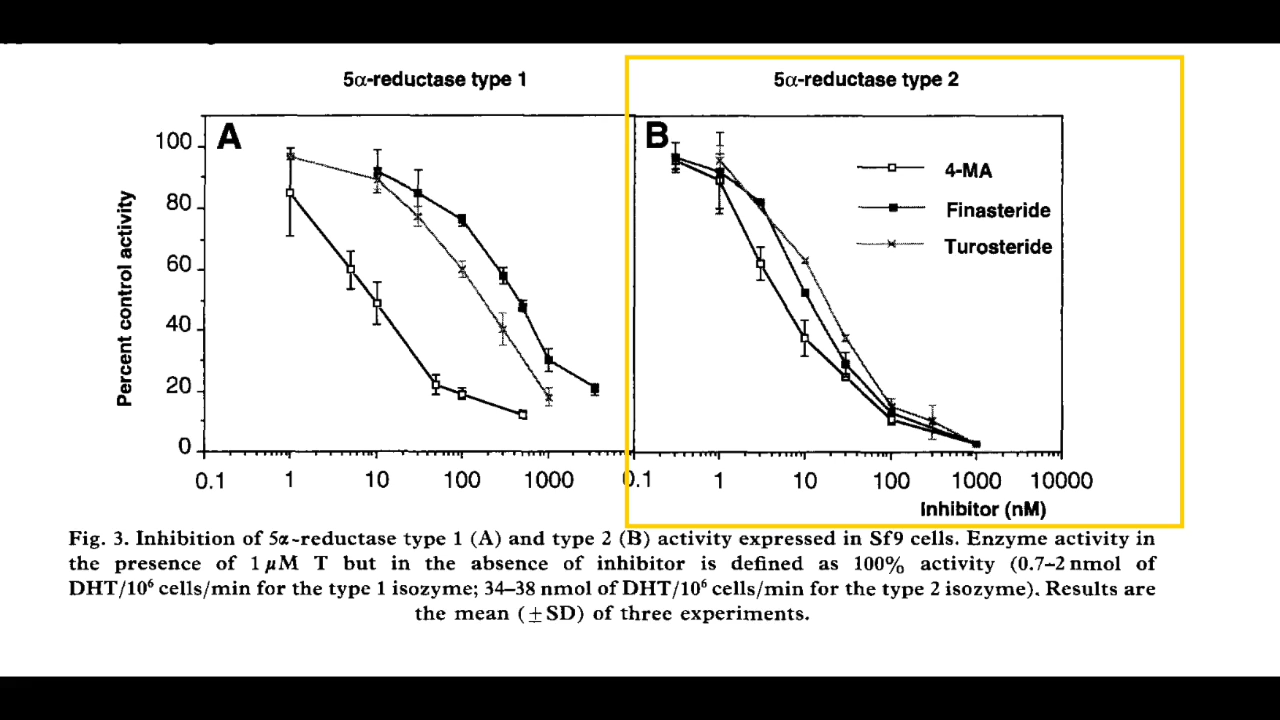 5α-reductase type 1
5α-reductase type 2
A
B
Percent control activity
100
80
60
40
20
0
0.1 1 10 100 1000
0.1 1 10 100 1000 10000
4-MA
Finasteride
Turosteride
Inhibitor (nM)
Fig. 3. Inhibition of 5α-reductase type 1 (A) and type 2 (B) activity expressed in Sf9 cells. Enzyme activity in
the presence of 1 μM T but in the absence of inhibitor is defined as 100% activity (0.7–2 nmol of
DHT/10⁶ cells/min for the type 1 isozyme; 34–38 nmol of DHT/10⁶ cells/min for the type 2 isozyme). Results are
the mean (±SD) of three experiments.